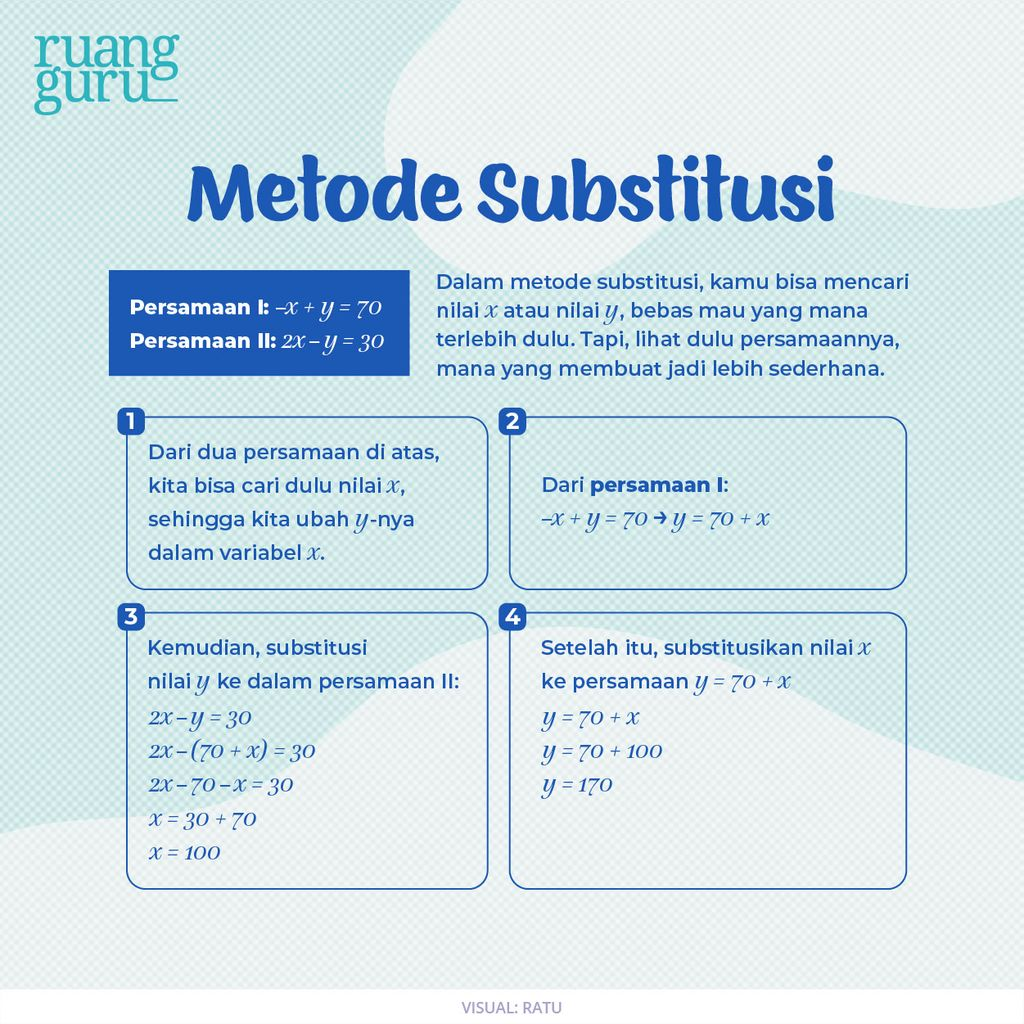 ruang
guru
Metode Substitusi
Persamaan I: –x + y = 70
Persamaan II: 2x – y = 30
Dalam metode substitusi, kamu bisa mencari
nilai x atau nilai y, bebas mau yang mana
terlebih dulu. Tapi, lihat dulu persamaannya,
mana yang membuat jadi lebih sederhana.
1
Dari dua persamaan di atas,
kita bisa cari dulu nilai x,
sehingga kita ubah y-nya
dalam variabel x.
2
Dari persamaan I:
–x + y = 70 → y = 70 + x
3
Kemudian, substitusi
nilai y ke dalam persamaan II:
2x – y = 30
2x – (70 + x) = 30
2x – 70 – x = 30
x = 30 + 70
x = 100
4
Setelah itu, substitusikan nilai x
ke persamaan y = 70 + x
y = 70 + x
y = 70 + 100
y = 170
VISUAL: RATU